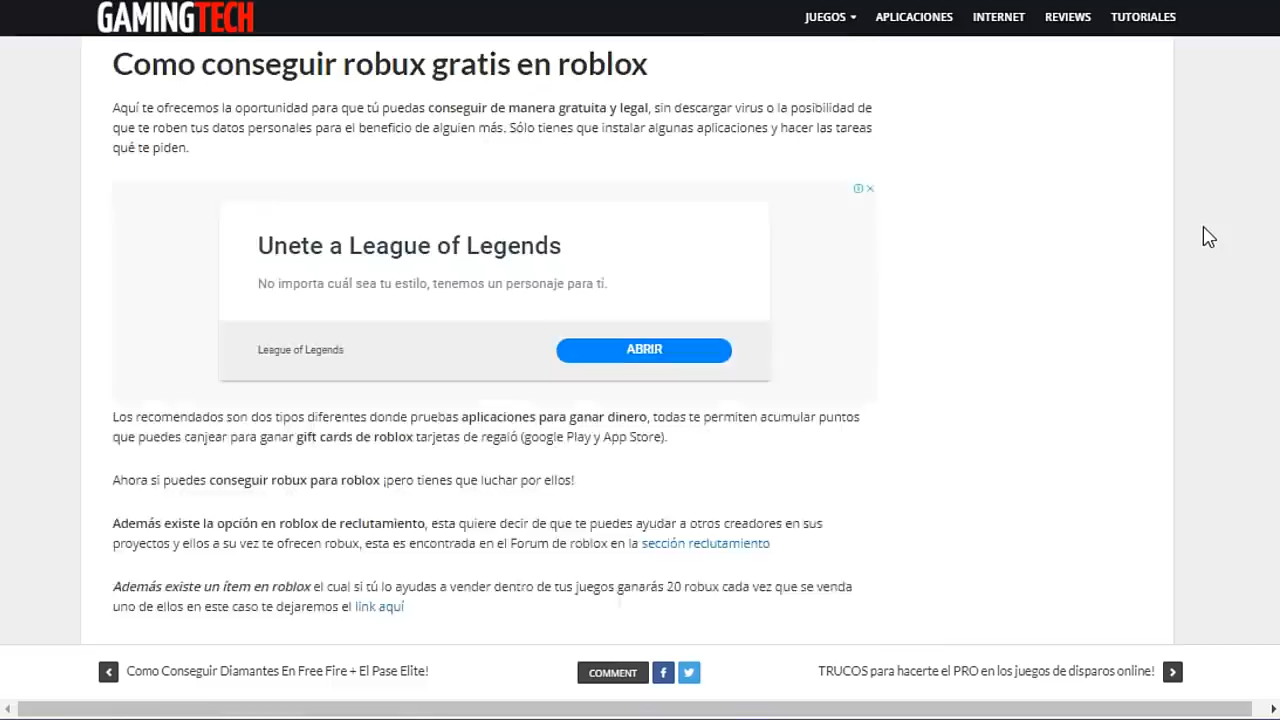 GAMINGTECH
JUEGOS APLICACIONES INTERNET REVIEWS TUTORIALES
Como conseguir robux gratis en roblox
Aquí te ofrecemos la oportunidad para que tú puedas conseguir de manera gratuita y legal, sin descargar virus o la posibilidad de
que te roben tus datos personales para el beneficio de alguien más. Sólo tienes que instalar algunas aplicaciones y hacer las tareas
qué te piden.
Unete a League of Legends
No importa cuál sea tu estilo, tenemos un personaje para ti.
League of Legends
ABRIR
Los recomendados son dos tipos diferentes donde pruebas aplicaciones para ganar dinero, todas te permiten acumular puntos
que puedes canjear para ganar gift cards de roblox tarjetas de regaló (google Play y App Store).
Ahora si puedes conseguir robux para roblox ¡pero tienes que luchar por ellos!
Además existe la opción en roblox de reclutamiento, esta quiere decir de que te puedes ayudar a otros creadores en sus
proyectos y ellos a su vez te ofrecen robux, esta es encontrada en el Forum de roblox en la sección reclutamiento
Además existe un ítem en roblox el cual si tú lo ayudas a vender dentro de tus juegos ganarás 20 robux cada vez que se venda
uno de ellos en este caso te dejaremos el link aquí
Como Conseguir Diamantes En Free Fire + El Pase Elite!
COMMENT
TRUCOS para hacerte el PRO en los juegos de disparos online!